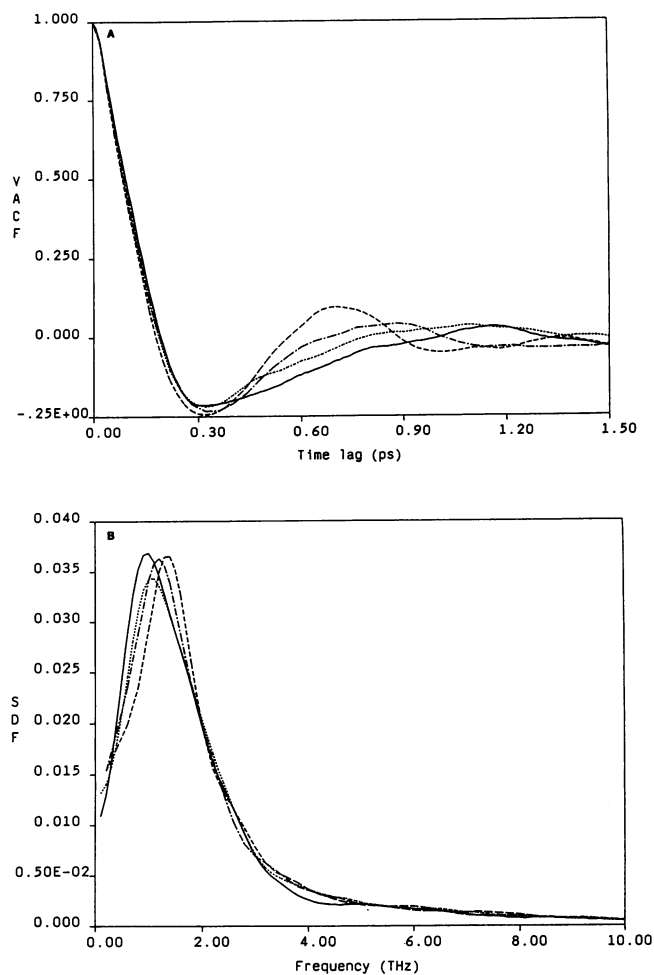 1.000
A
0.750
V
A
C
F
0.500
0.250
0.000
-.25E+00
0.00 0.30 0.60 0.90 1.20 1.50
Time lag (ps)
0.040
B
0.035
0.030
0.025
S
D
F
0.020
0.015
0.010
0.50E-02
0.000
0.00 2.00 4.00 6.00 8.00 10.00
Frequency (THz)